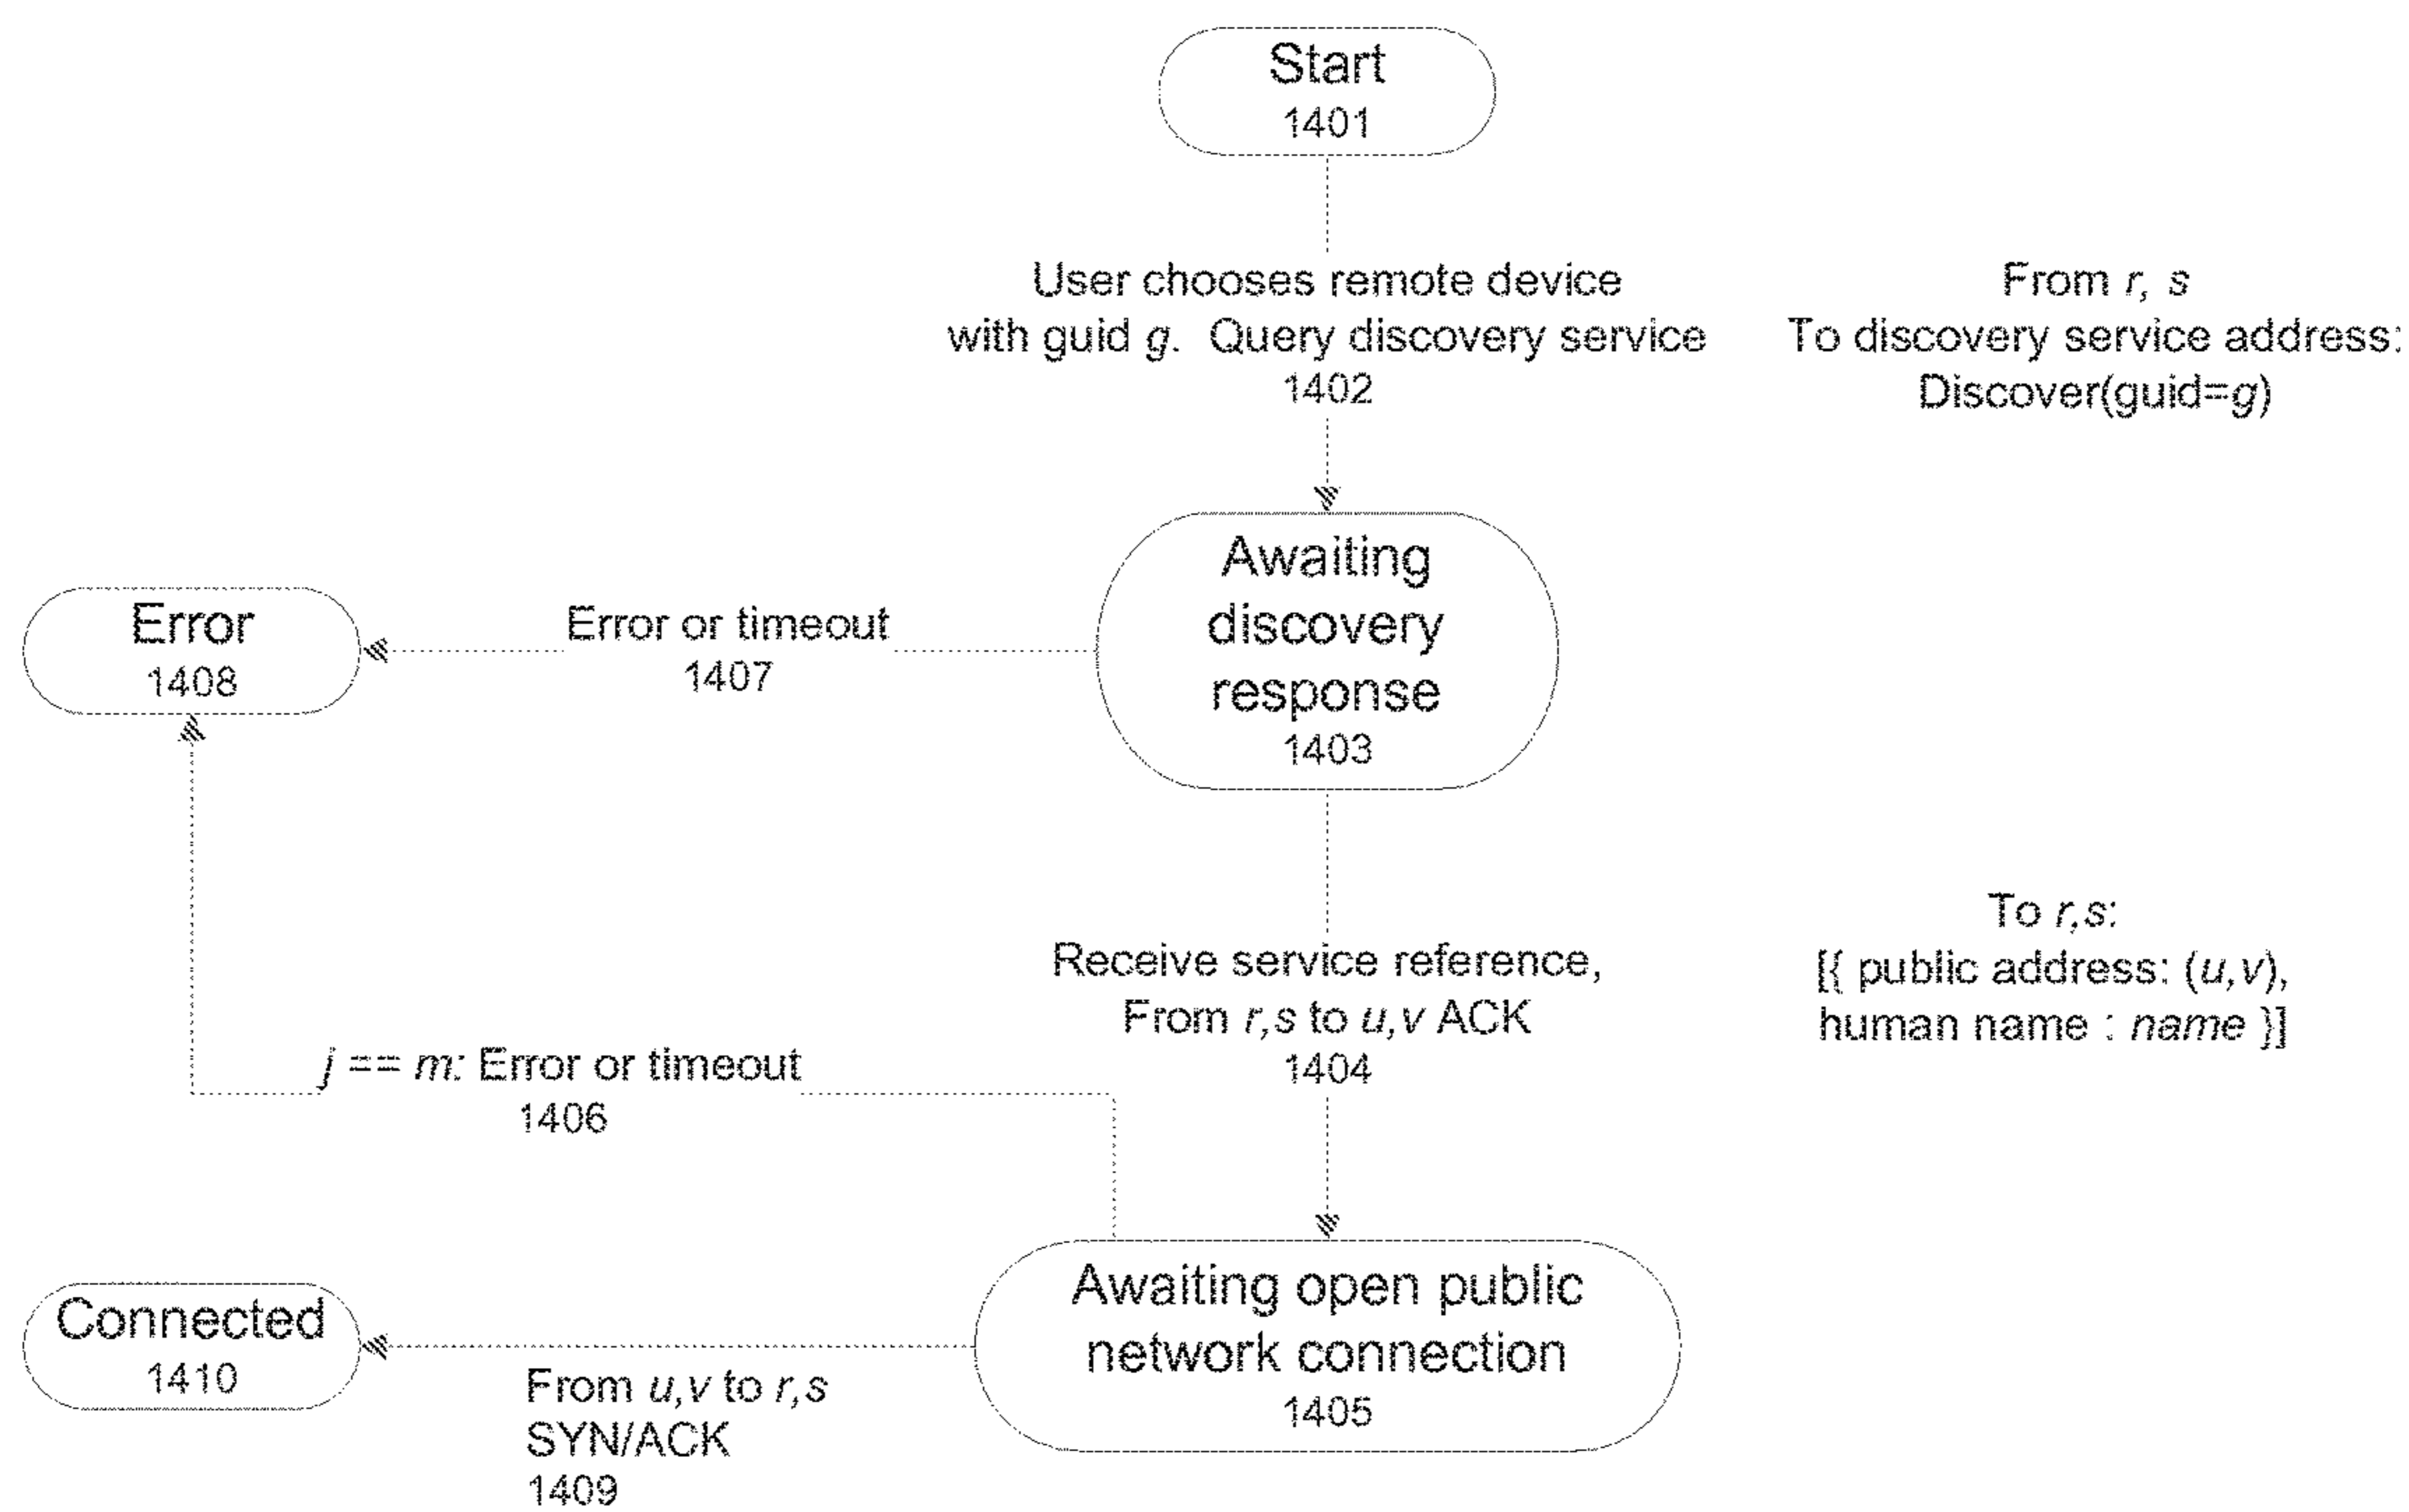 Start
1401
User chooses remote device
with guid g. Query discovery service
1402
From r, s
To discovery service address:
Discover(guid=g)
Awaiting
discovery
response
1403
Error or timeout
1407
Error
1408
Receive service reference,
From r,s to u,v ACK
1404
To r,s:
[{ public address: (u,v),
human name : name }]
j == m: Error or timeout
1406
Awaiting open public
network connection
1405
Connected
1410
From u,v to r,s
SYN/ACK
1409